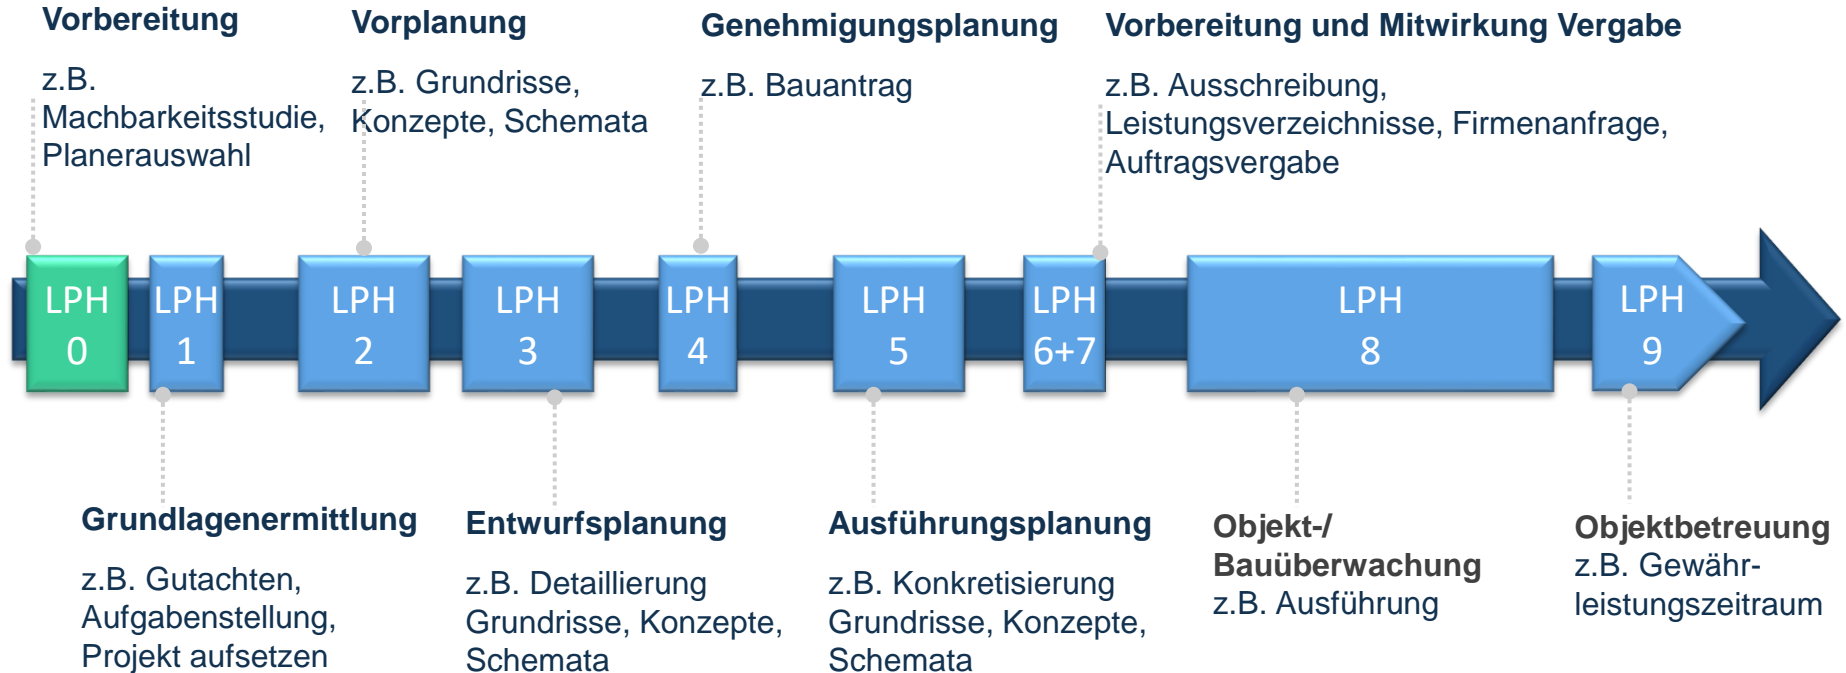 Vorbereitung
z.B.
Machbarkeitsstudie,
Planerauswahl
Vorplanung
z.B. Grundrisse,
Konzepte, Schemata
Genehmigungsplanung
z.B. Bauantrag
Vorbereitung und Mitwirkung Vergabe
z.B. Ausschreibung,
Leistungsverzeichnisse, Firmenanfrage,
Auftragsvergabe
LPH
0
LPH
1
LPH
2
LPH
3
LPH
4
LPH
5
LPH
6+7
LPH
8
LPH
9
Grundlagenermittlung
z.B. Gutachten,
Aufgabenstellung,
Projekt aufsetzen
Entwurfsplanung
z.B. Detaillierung
Grundrisse, Konzepte,
Schemata
Ausführungsplanung
z.B. Konkretisierung
Grundrisse, Konzepte,
Schemata
Objekt-/
Bauüberwachung
z.B. Ausführung
Objektbetreuung
z.B. Gewähr-
leistungszeitraum